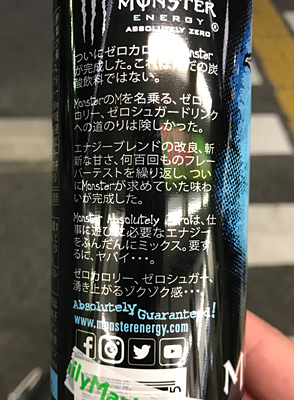 MONSTER
ENERGY
ABSOLUTELY ZERO
ついにゼロカロリーのMonster
が完成した。これはただの炭
酸飲料ではない。
MonsterのMを名乗る、ゼロカ
ロリー、ゼロシュガードリンク
への道のりは険しかった。
エナジーブレンドの改良、斬
新な甘さ、何百回ものフレー
バーテストを繰り返し、つい
にMonsterが求めていた味わ
いが完成した。
Monster Absolutely Zeroは、仕
事に遊びに必要なエナジー
をふんだんにミックス。要す
るに、ヤバイ・・・。
ゼロカロリー、ゼロシュガー、
湧き上がるゾクゾク感・・・。
Absolutely Guaranteed!
www.monsterenergy.com